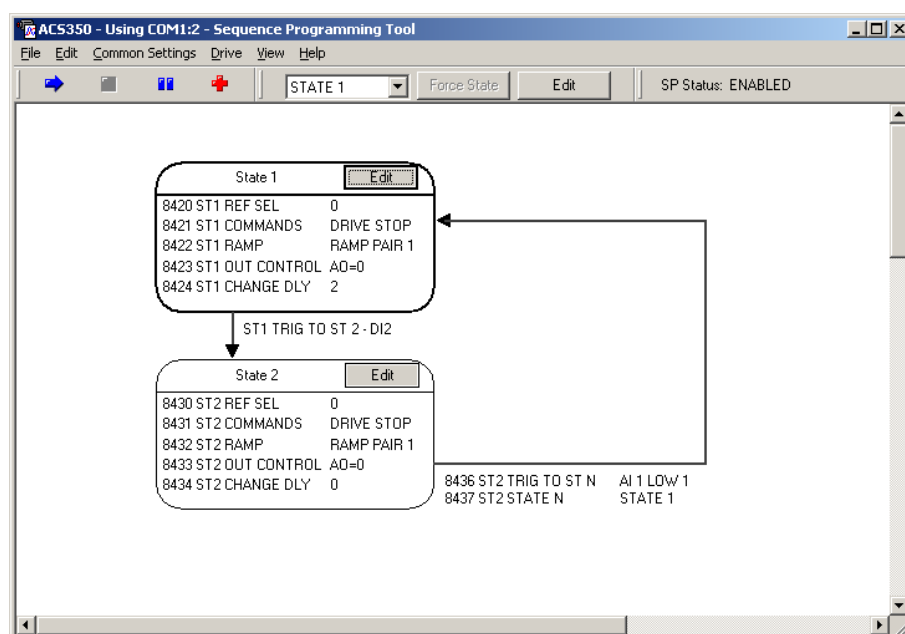 ACS350 - Using COM1:2 - Sequence Programming Tool
File Edit Common Settings Drive View Help
STATE 1 Force State Edit SP Status: ENABLED
State 1 Edit
8420 ST1 REF SEL 0
8421 ST1 COMMANDS DRIVE STOP
8422 ST1 RAMP RAMP PAIR 1
8423 ST1 OUT CONTROL AO=0
8424 ST1 CHANGE DLY 2
ST1 TRIG TO ST 2 - DI2
State 2 Edit
8430 ST2 REF SEL 0
8431 ST2 COMMANDS DRIVE STOP
8432 ST2 RAMP RAMP PAIR 1
8433 ST2 OUT CONTROL AO=0
8434 ST2 CHANGE DLY 0
8436 ST2 TRIG TO ST N AI 1 LOW 1
8437 ST2 STATE N STATE 1